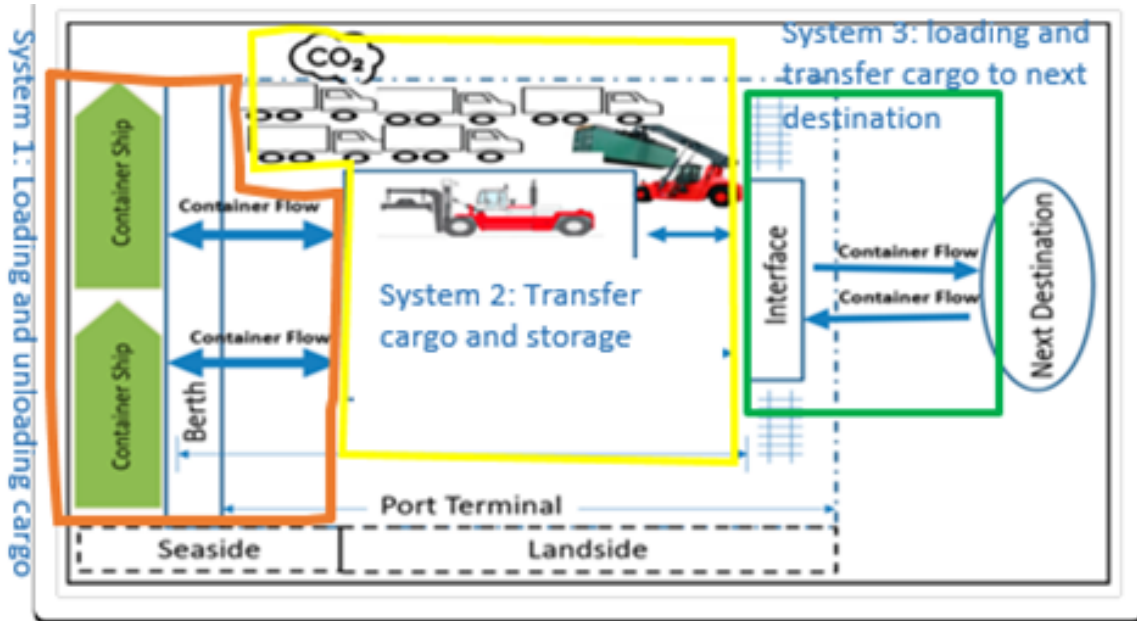 System 1: Loading and unloading cargo
CO2
System 3: loading and
transfer cargo to next
destination
Container Ship
Container Flow
Container Ship
Container Flow
Berth
System 2: Transfer
cargo and storage
Interface
Container Flow
Container Flow
Next Destination
Port Terminal
Seaside
Landside